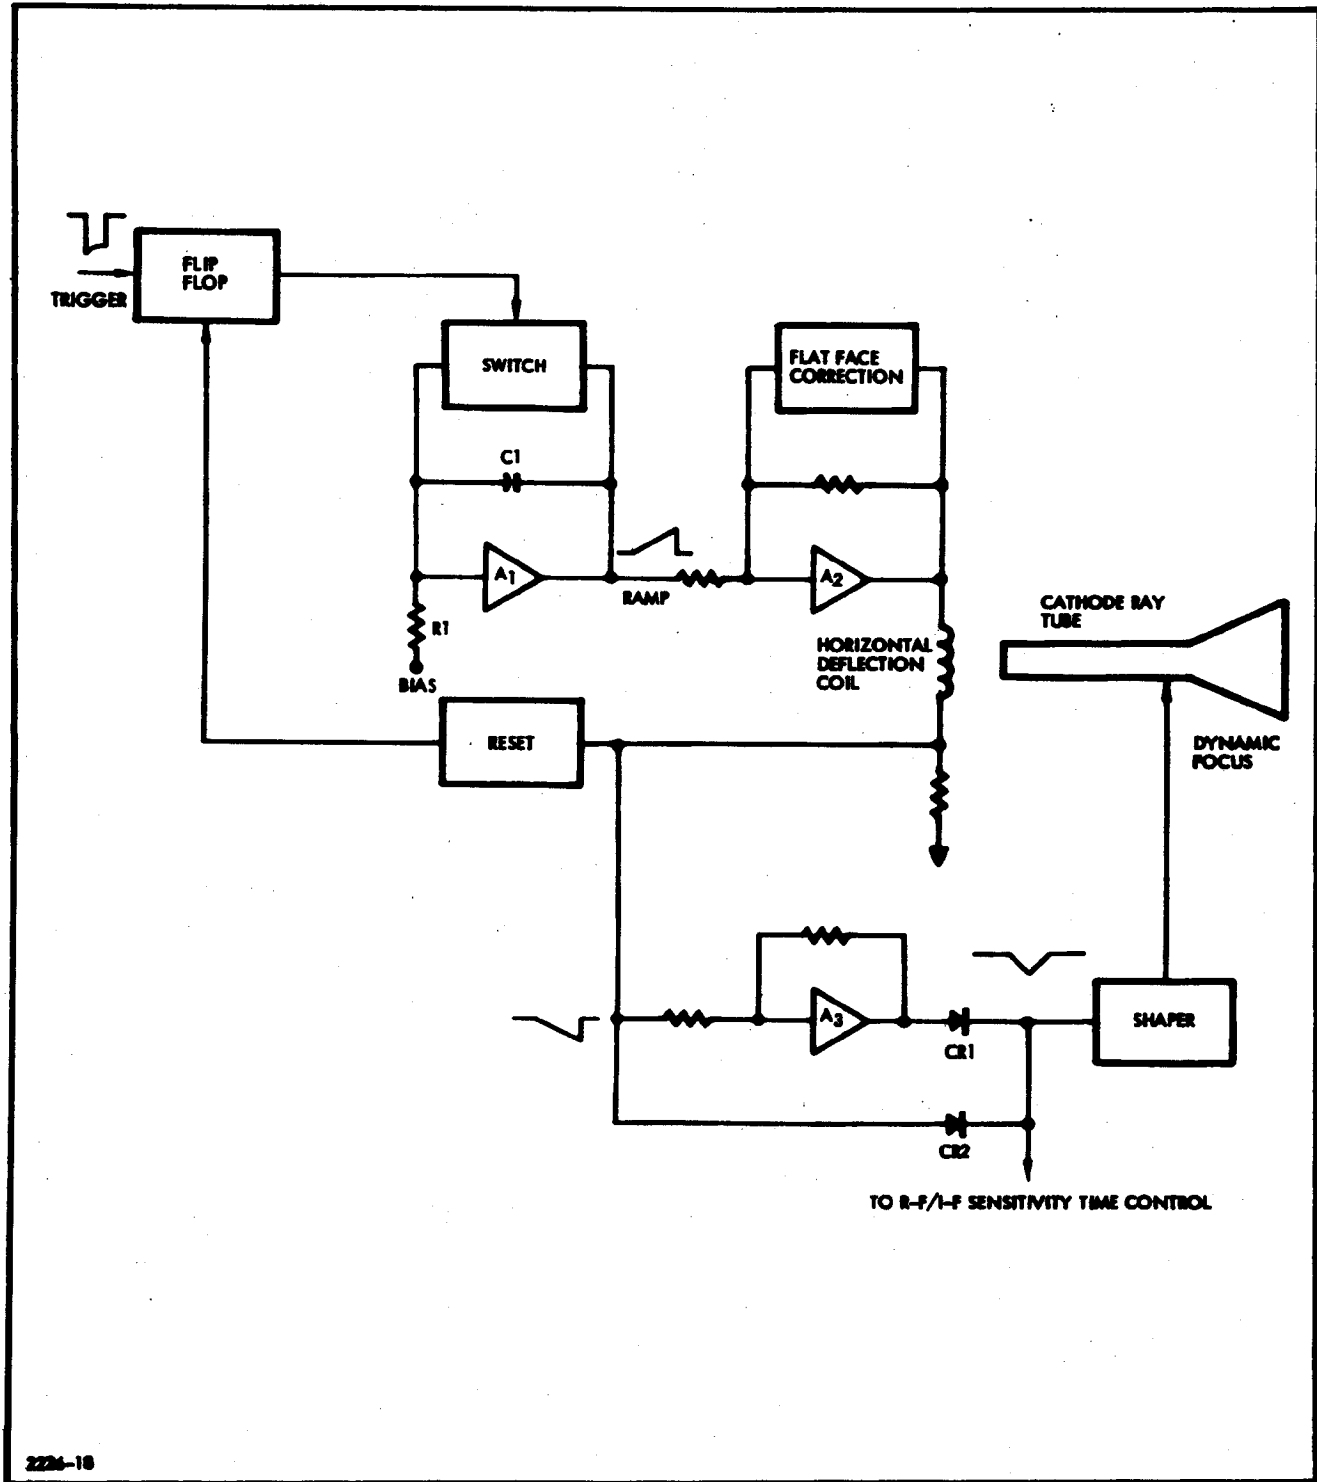 FLIP
FLOP
TRIGGER
SWITCH
FLAT FACE
CORRECTION
C1
A1
A2
RAMP
R1
BIAS
CATHODE RAY
TUBE
HORIZONTAL
DEFLECTION
COIL
RESET
DYNAMIC
FOCUS
A3
SHAPER
CR1
CR2
TO R-F/I-F SENSITIVITY TIME CONTROL
2226-18